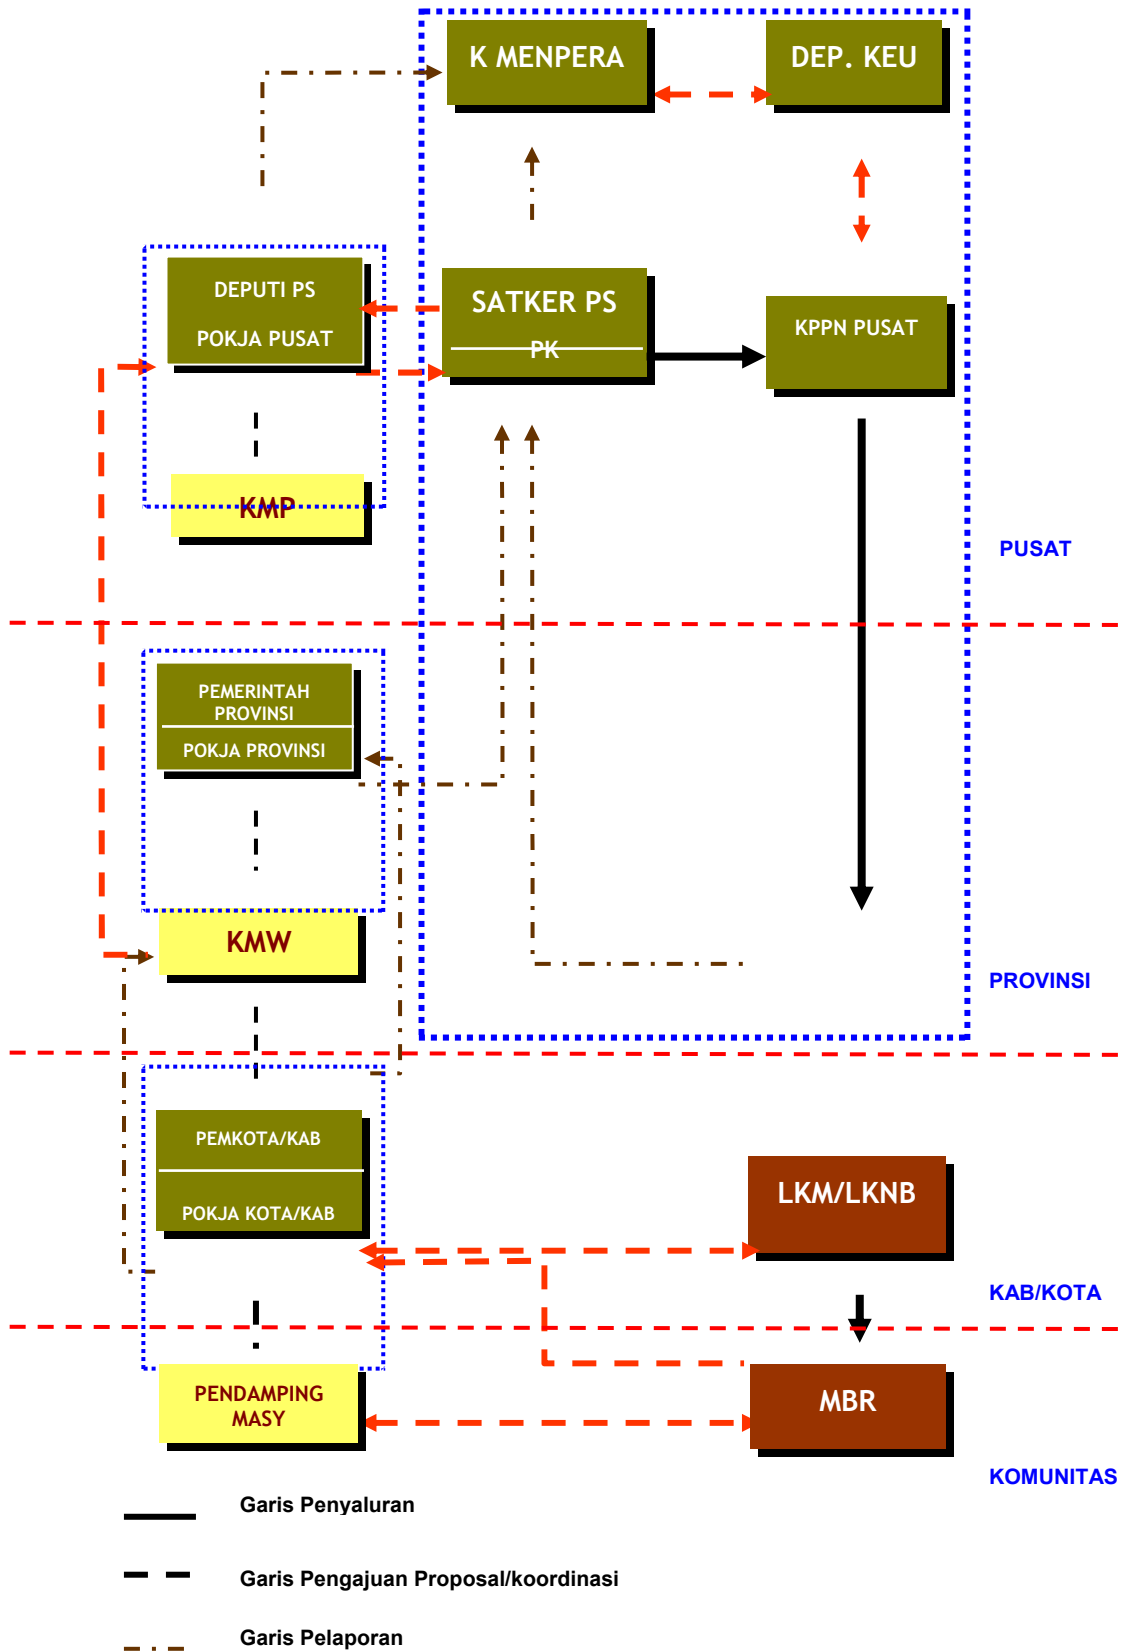 K MENPERA
DEP. KEU
DEPUTI PS
POKJA PUSAT
SATKER PS
PK
KPPN PUSAT
KMP
PUSAT
PEMERINTAH
PROVINSI
POKJA PROVINSI
KMW
PROVINSI
PEMKOTA/KAB
POKJA KOTA/KAB
LKM/LKNB
KAB/KOTA
PENDAMPING
MASY
MBR
KOMUNITAS
Garis Penyaluran
Garis Pengajuan Proposal/koordinasi
Garis Pelaporan